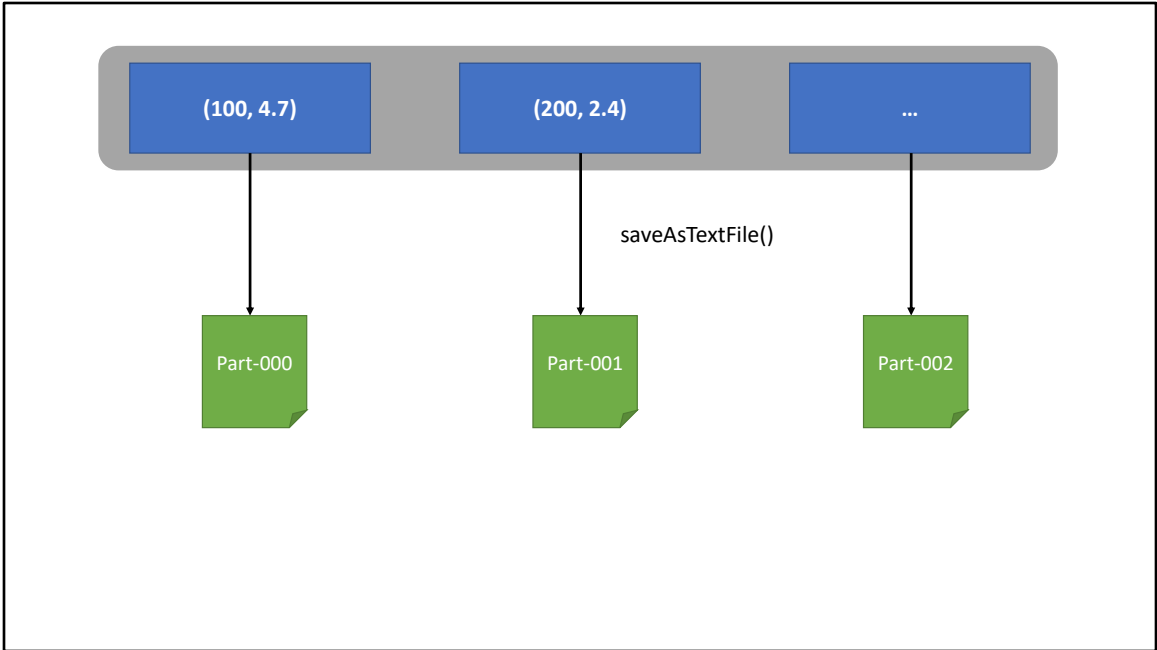 (100, 4.7)
(200, 2.4)
…
saveAsTextFile()
Part-000
Part-001
Part-002